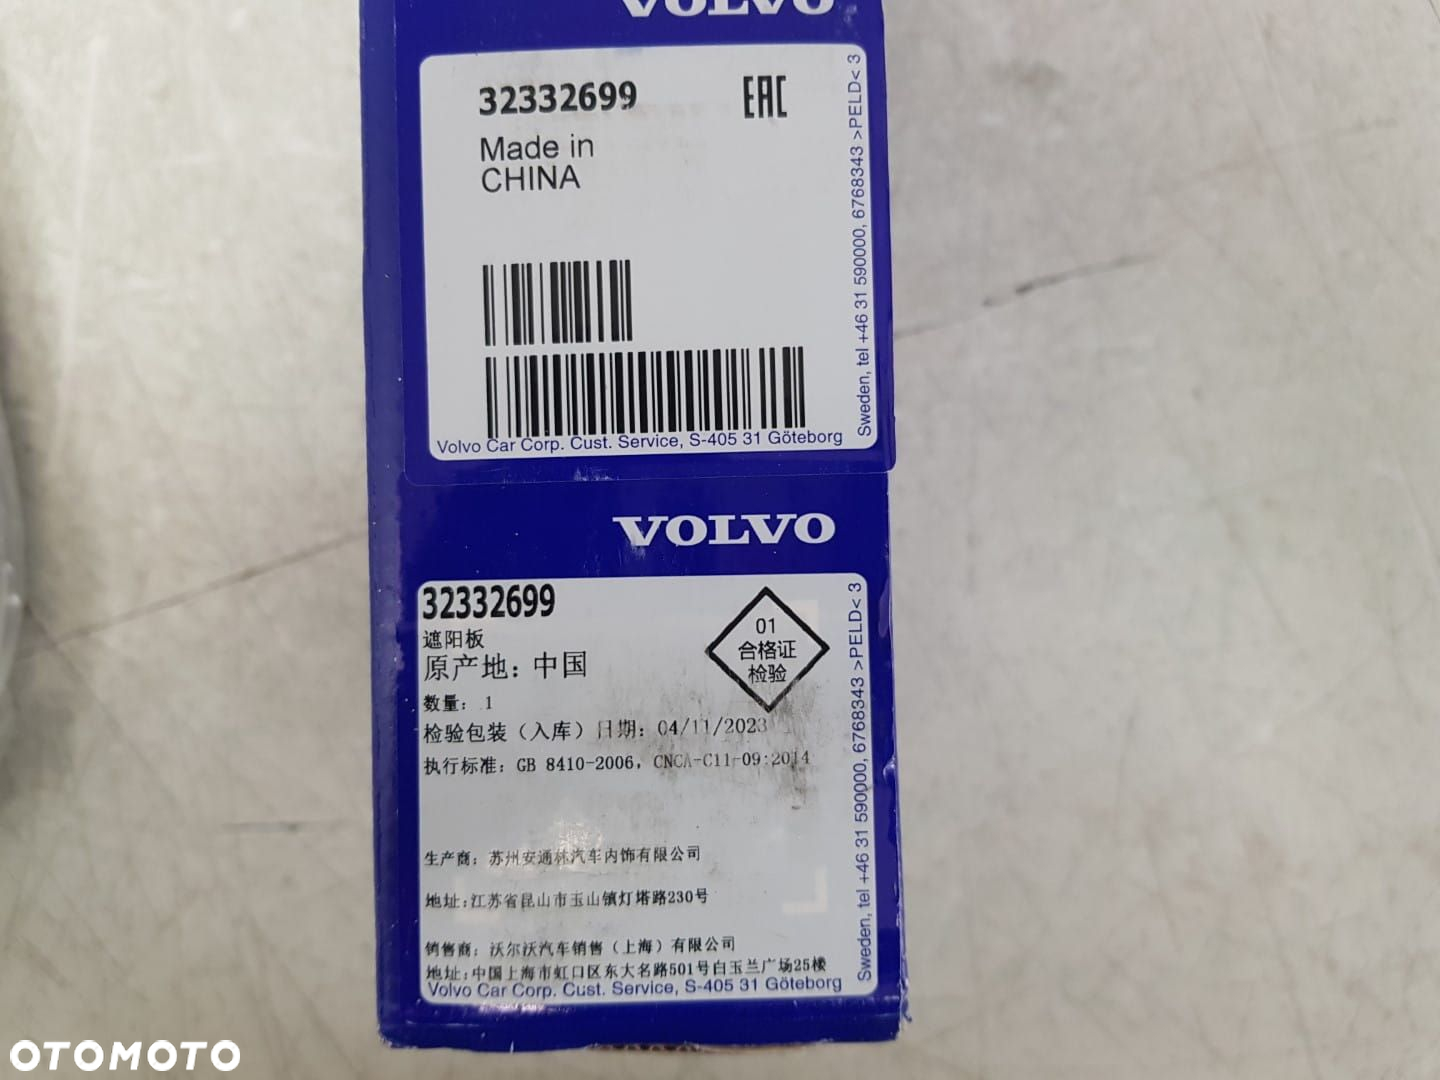 VOLVO
32332699
EAC
Made in
CHINA
Volvo Car Corp. Cust. Service, S-405 31 Göteborg
Sweden, tel +46 31 590000, 6768343 >PELD< 3
VOLVO
32332699
遮阳板
原产地：中国
数量： 1
检验包装（入库）日期：04/11/2023
执行标准：GB 8410-2006，CNCA-C11-09:2014
01
合格证
检验
生产商：苏州安通林汽车内饰有限公司
地址:江苏省昆山市玉山镇灯塔路230号
销售商：沃尔沃汽车销售（上海）有限公司
地址:中国上海市虹口区东大名路501号白玉兰广场25楼
Volvo Car Corp. Cust. Service, S-405 31 Göteborg
Sweden, tel +46 31 590000, 6768343 >PELD< 3
OTOMOTO